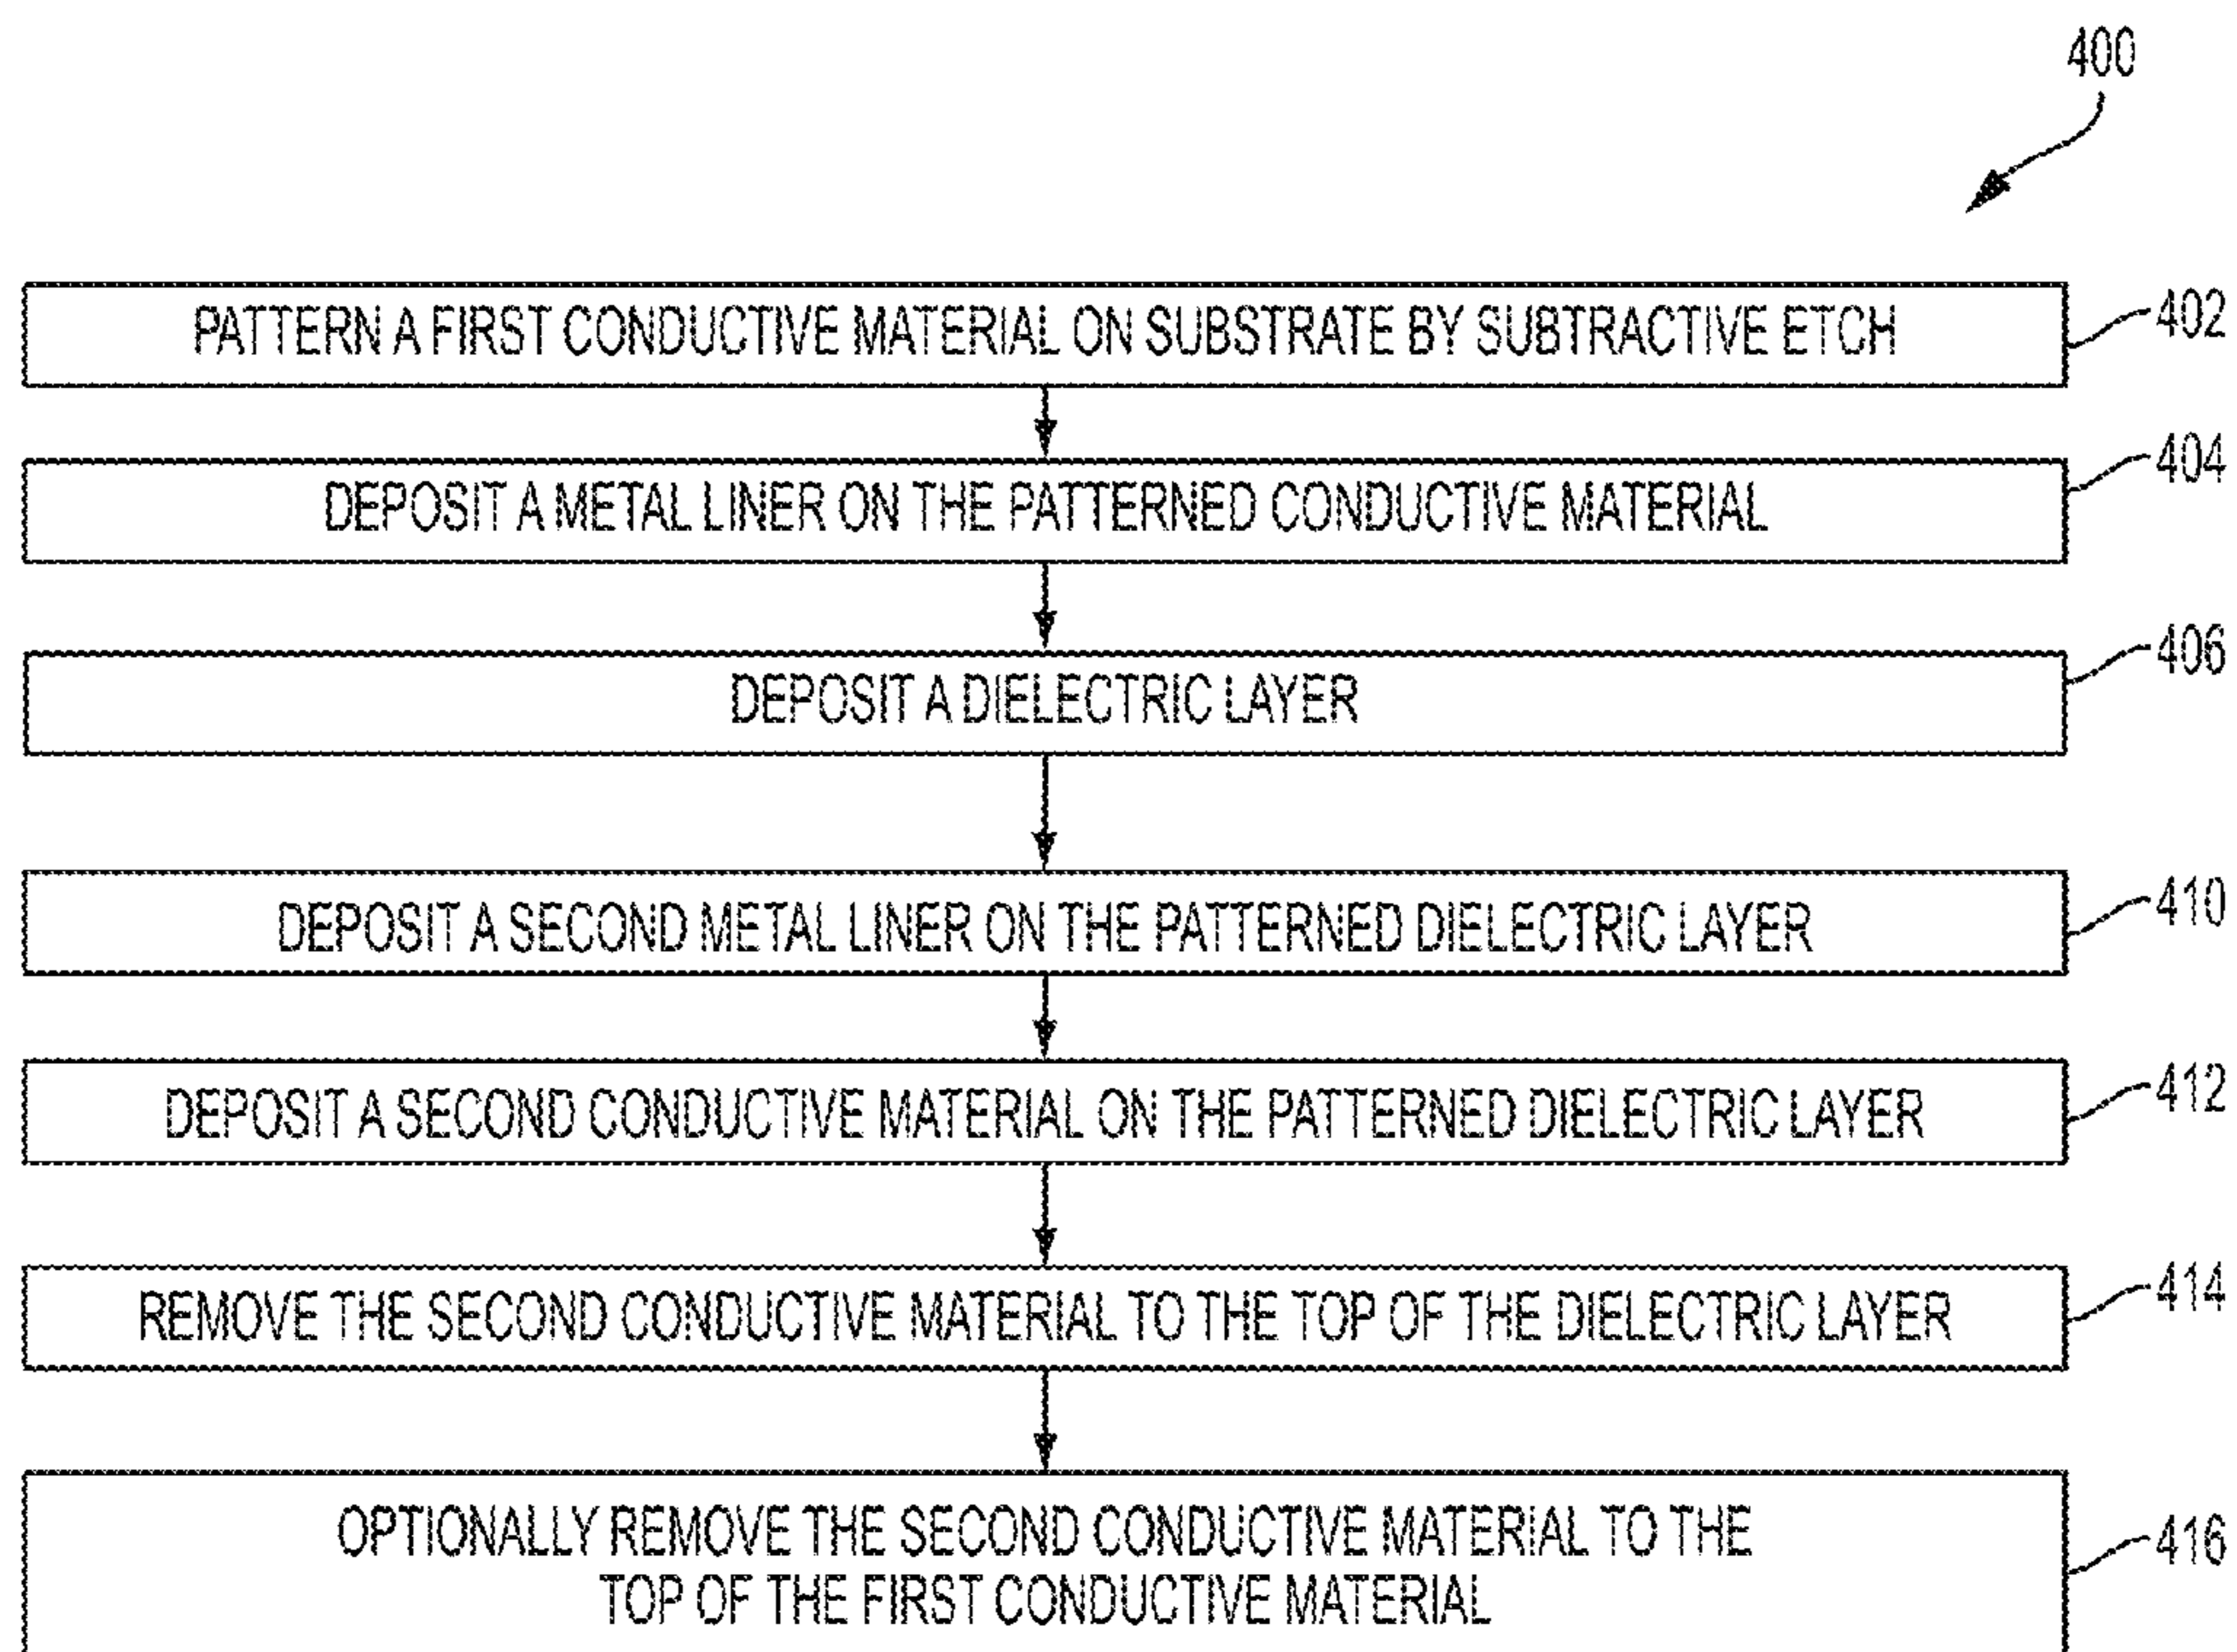 400
PATTERN A FIRST CONDUCTIVE MATERIAL ON SUBSTRATE BY SUBTRACTIVE ETCH
402
DEPOSIT A METAL LINER ON THE PATTERNED CONDUCTIVE MATERIAL
404
DEPOSIT A DIELECTRIC LAYER
406
DEPOSIT A SECOND METAL LINER ON THE PATTERNED DIELECTRIC LAYER
410
DEPOSIT A SECOND CONDUCTIVE MATERIAL ON THE PATTERNED DIELECTRIC LAYER
412
REMOVE THE SECOND CONDUCTIVE MATERIAL TO THE TOP OF THE DIELECTRIC LAYER
414
OPTIONALLY REMOVE THE SECOND CONDUCTIVE MATERIAL TO THE
TOP OF THE FIRST CONDUCTIVE MATERIAL
416